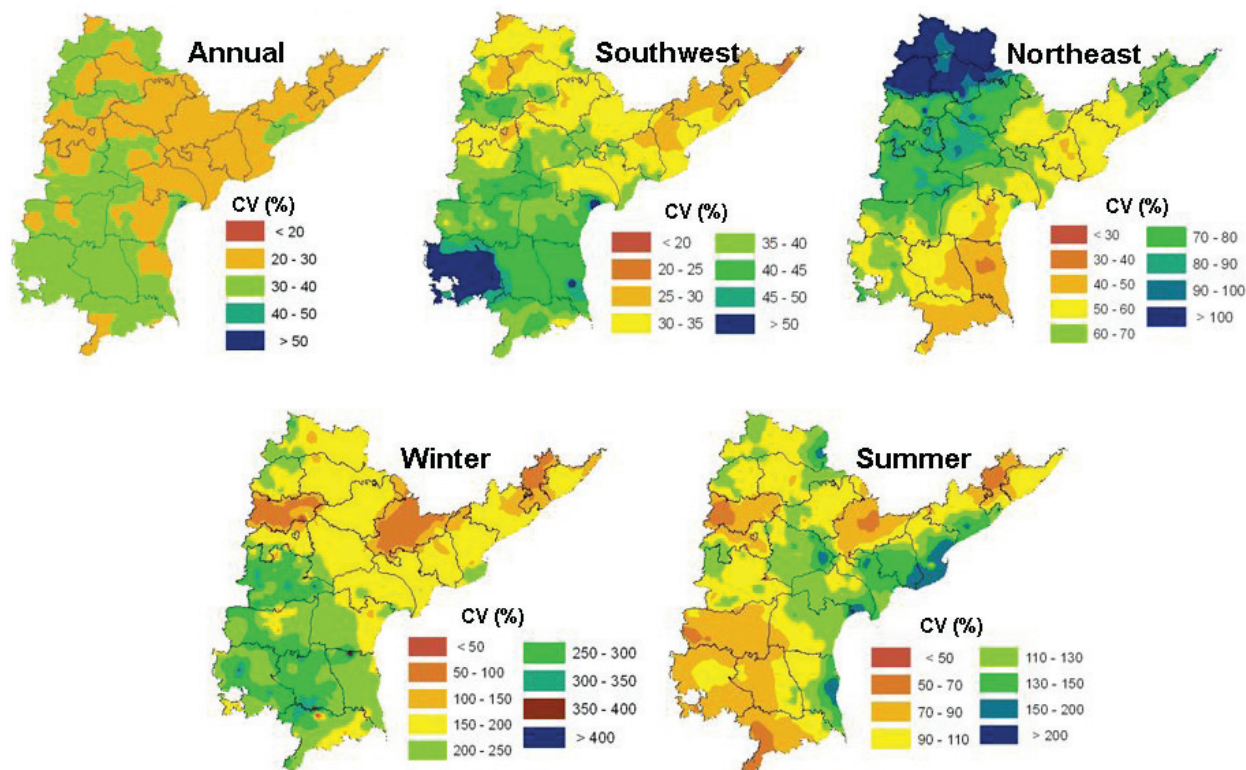 Annual
Southwest
Northeast
CV (%)
< 20
20 - 30
30 - 40
40 - 50
> 50
CV (%)
< 20
20 - 25
25 - 30
30 - 35
35 - 40
40 - 45
45 - 50
> 50
CV (%)
< 30
30 - 40
40 - 50
50 - 60
60 - 70
70 - 80
80 - 90
90 - 100
> 100
Winter
Summer
CV (%)
< 50
50 - 100
100 - 150
150 - 200
200 - 250
250 - 300
300 - 350
350 - 400
> 400
CV (%)
< 50
50 - 70
70 - 90
90 - 110
110 - 130
130 - 150
150 - 200
> 200